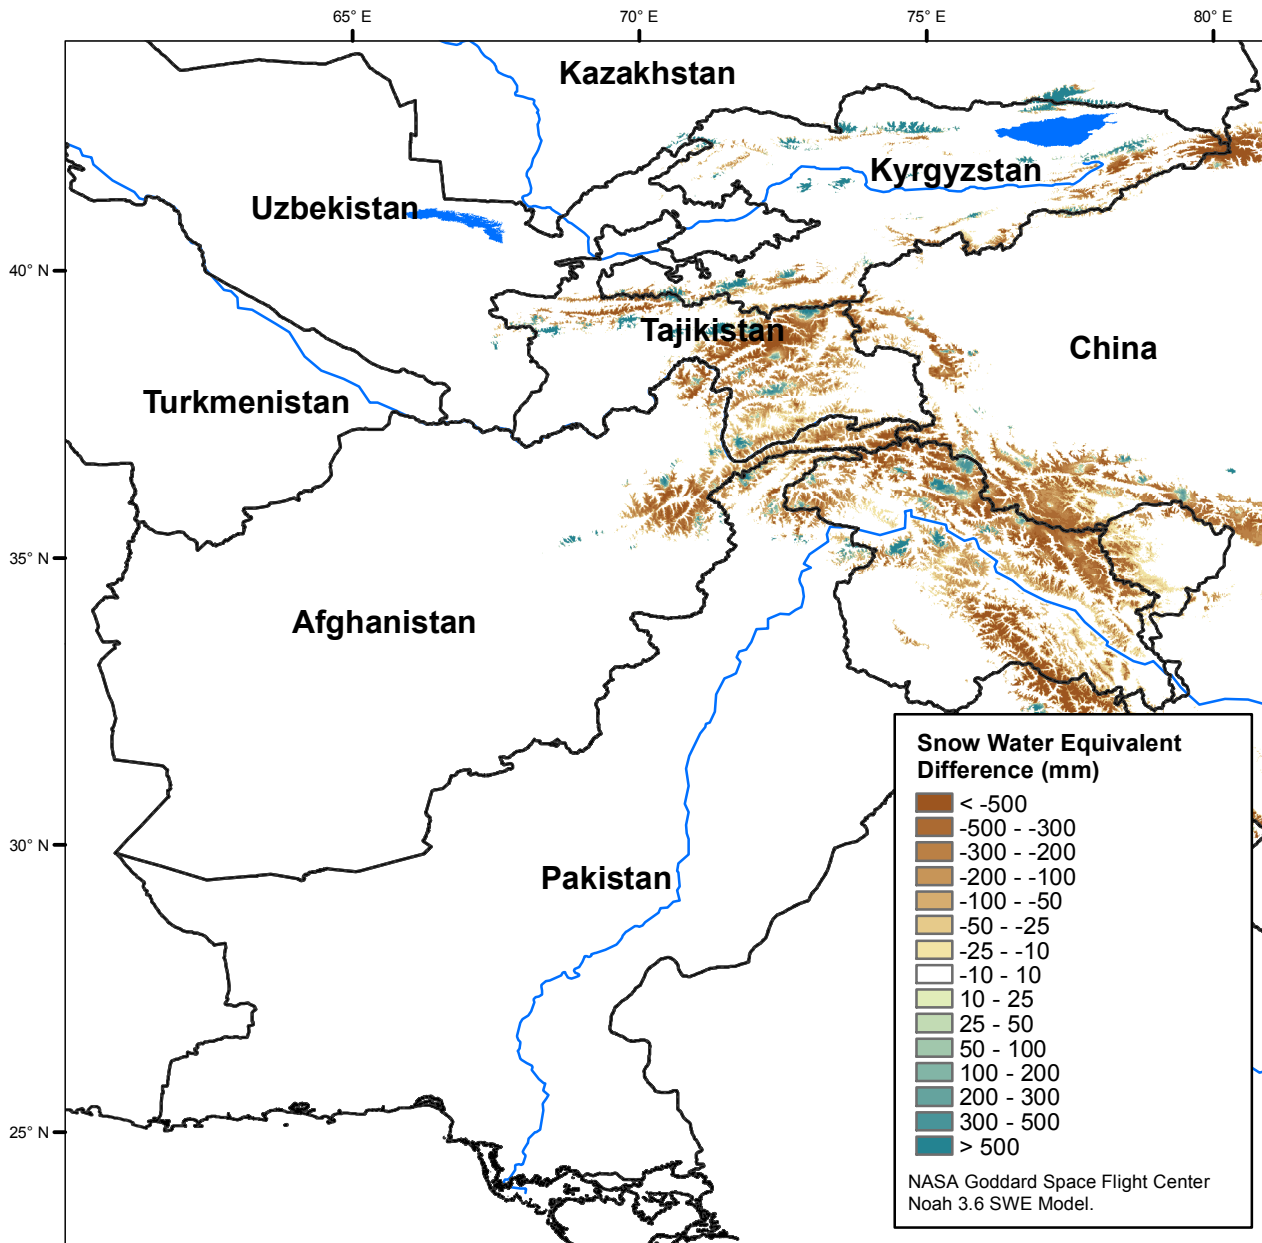 65° E
70° E
75° E
80° E
Kazakhstan
Kyrgyzstan
Uzbekistan
40° N
Tajikistan
China
Turkmenistan
35° N
Afghanistan
30° N
Pakistan
25° N
Snow Water Equivalent
Difference (mm)
< -500
-500 - -300
-300 - -200
-200 - -100
-100 - -50
-50 - -25
-25 - -10
-10 - 10
10 - 25
25 - 50
50 - 100
100 - 200
200 - 300
300 - 500
> 500
NASA Goddard Space Flight Center
Noah 3.6 SWE Model.